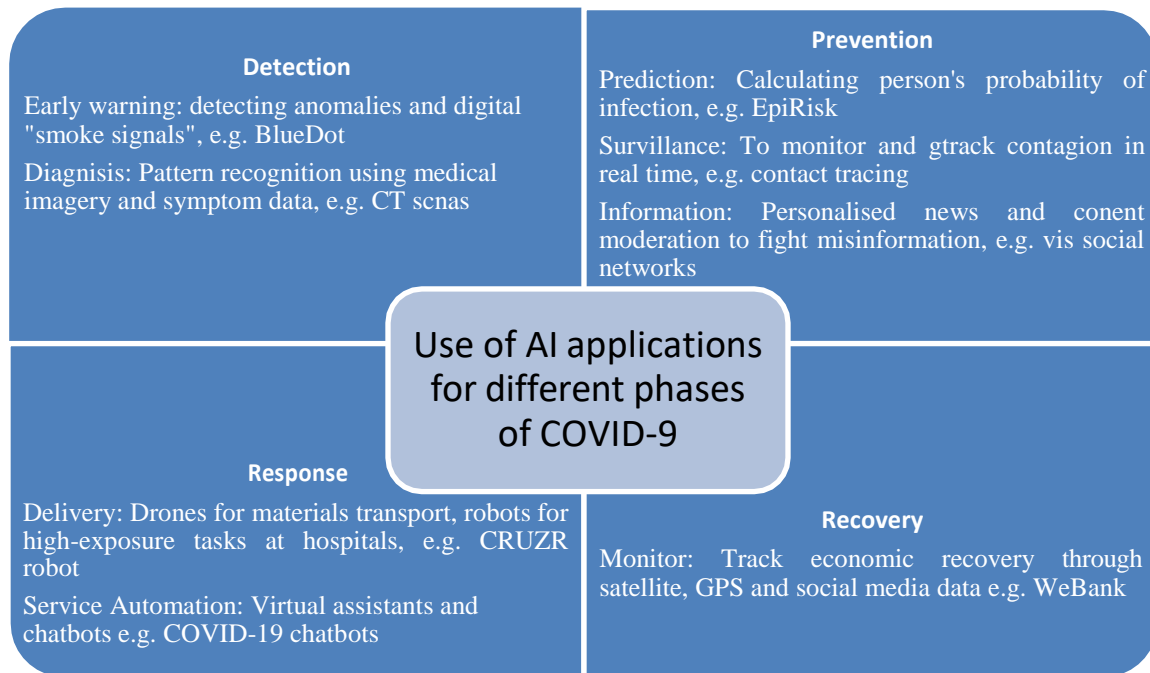 Detection
Early warning: detecting anomalies and digital
"smoke signals", e.g. BlueDot
Diagnisis: Pattern recognition using medical
imagery and symptom data, e.g. CT scnas
Prevention
Prediction: Calculating person's probability of
infection, e.g. EpiRisk
Survillance: To monitor and gtrack contagion in
real time, e.g. contact tracing
Information: Personalised news and conent
moderation to fight misinformation, e.g. vis social
networks
Use of AI applications
for different phases
of COVID-9
Response
Delivery: Drones for materials transport, robots for
high-exposure tasks at hospitals, e.g. CRUZR
robot
Service Automation: Virtual assistants and
chatbots e.g. COVID-19 chatbots
Recovery
Monitor: Track economic recovery through
satellite, GPS and social media data e.g. WeBank